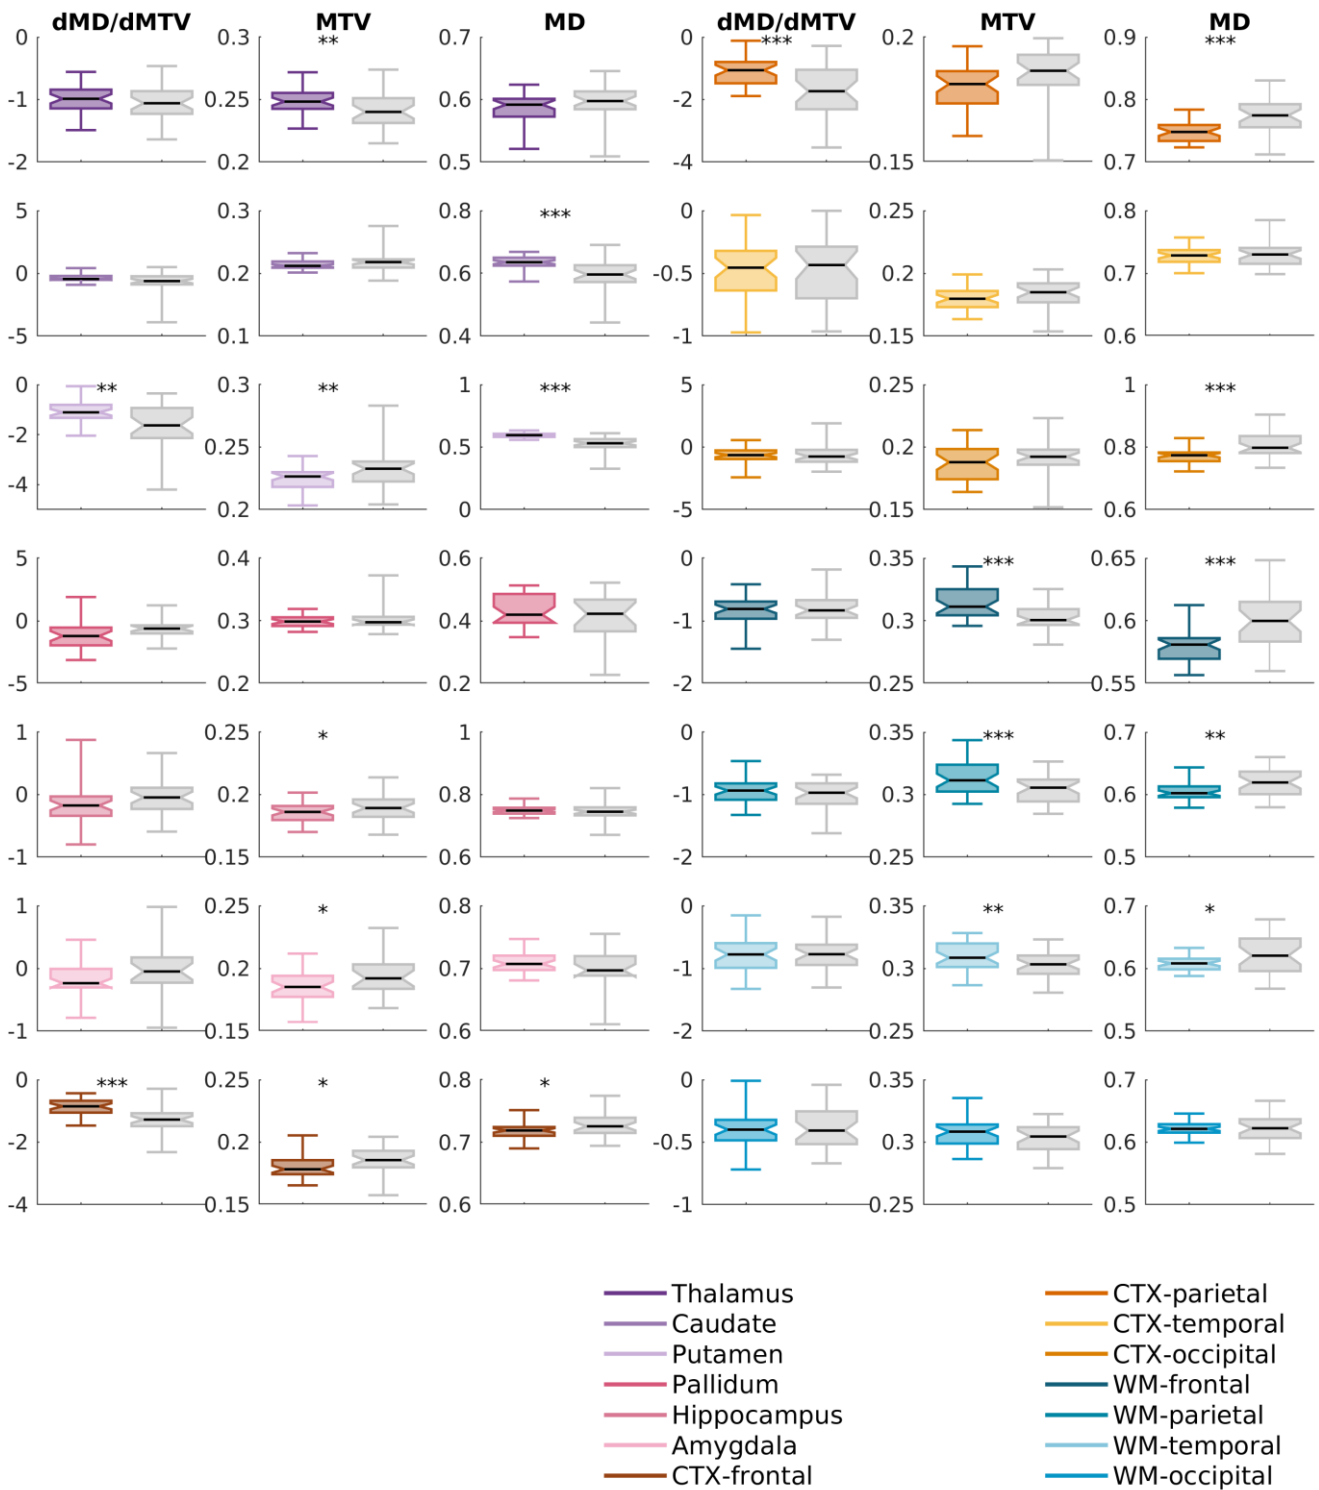 dMD/dMTV MTV MD dMD/dMTV MTV MD
0 0.3 ** 0.7 0 *** 0.2 0.9 ***
-1 0.25 0.6 -2 0.8
-2 0.2 0.5 -4 0.15 0.7
5 0.3 0.8 *** 0 0.25 0.8
0 0.2 0.6 -0.5 0.2 0.7
-5 0.1 0.4 -1 0.15 0.6
0 ** 0.3 ** 1 *** 5 0.25 1 ***
-2 0.25 0.5 0 0.2 0.8
-4 0.2 0 -5 0.15 0.6
5 0.4 0.6 0 0.35 *** 0.65 ***
0 0.3 0.4 -1 0.3 0.6
-5 0.2 0.2 -2 0.25 0.55
1 0.25 * 1 0 0.35 *** 0.7 **
0 0.2 0.8 -1 0.3 0.6
-1 0.15 0.6 -2 0.25 0.5
1 0.25 * 0.8 0 0.35 ** 0.7 *
0 0.2 0.7 -1 0.3 0.6
-1 0.15 0.6 -2 0.25 0.5
0 *** 0.25 * 0.8 * 0 0.35 0.7
-2 0.2 0.7 -0.5 0.3 0.6
-4 0.15 0.6 -1 0.25 0.5
Thalamus
Caudate
Putamen
Pallidum
Hippocampus
Amygdala
CTX-frontal
CTX-parietal
CTX-temporal
CTX-occipital
WM-frontal
WM-parietal
WM-temporal
WM-occipital